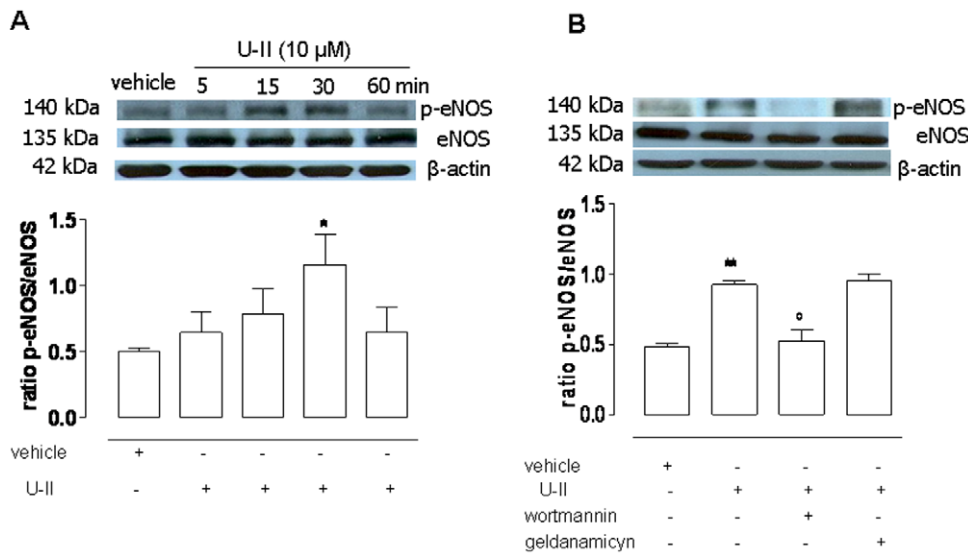 A
U-II (10 µM)
vehicle 5 15 30 60 min
140 kDa p-eNOS
135 kDa eNOS
42 kDa β-actin
ratio p-eNOS/eNOS
1.5
1.0
0.5
0.0
*
vehicle + - - - -
U-II - + + + +
B
140 kDa p-eNOS
135 kDa eNOS
42 kDa β-actin
ratio p-eNOS/eNOS
1.5
1.0
0.5
0.0
**
°
vehicle + - - -
U-II - + + +
wortmannin - - + -
geldanamicyn - - - +